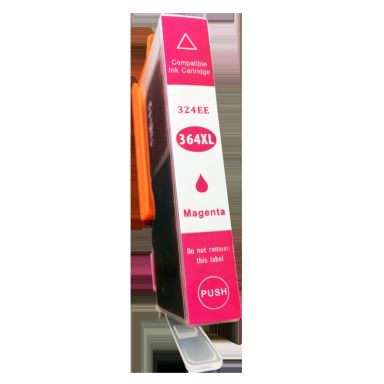 Compatible
Ink Cartridge
324EE
364XL
Magenta
Do not remove
this label
PUSH